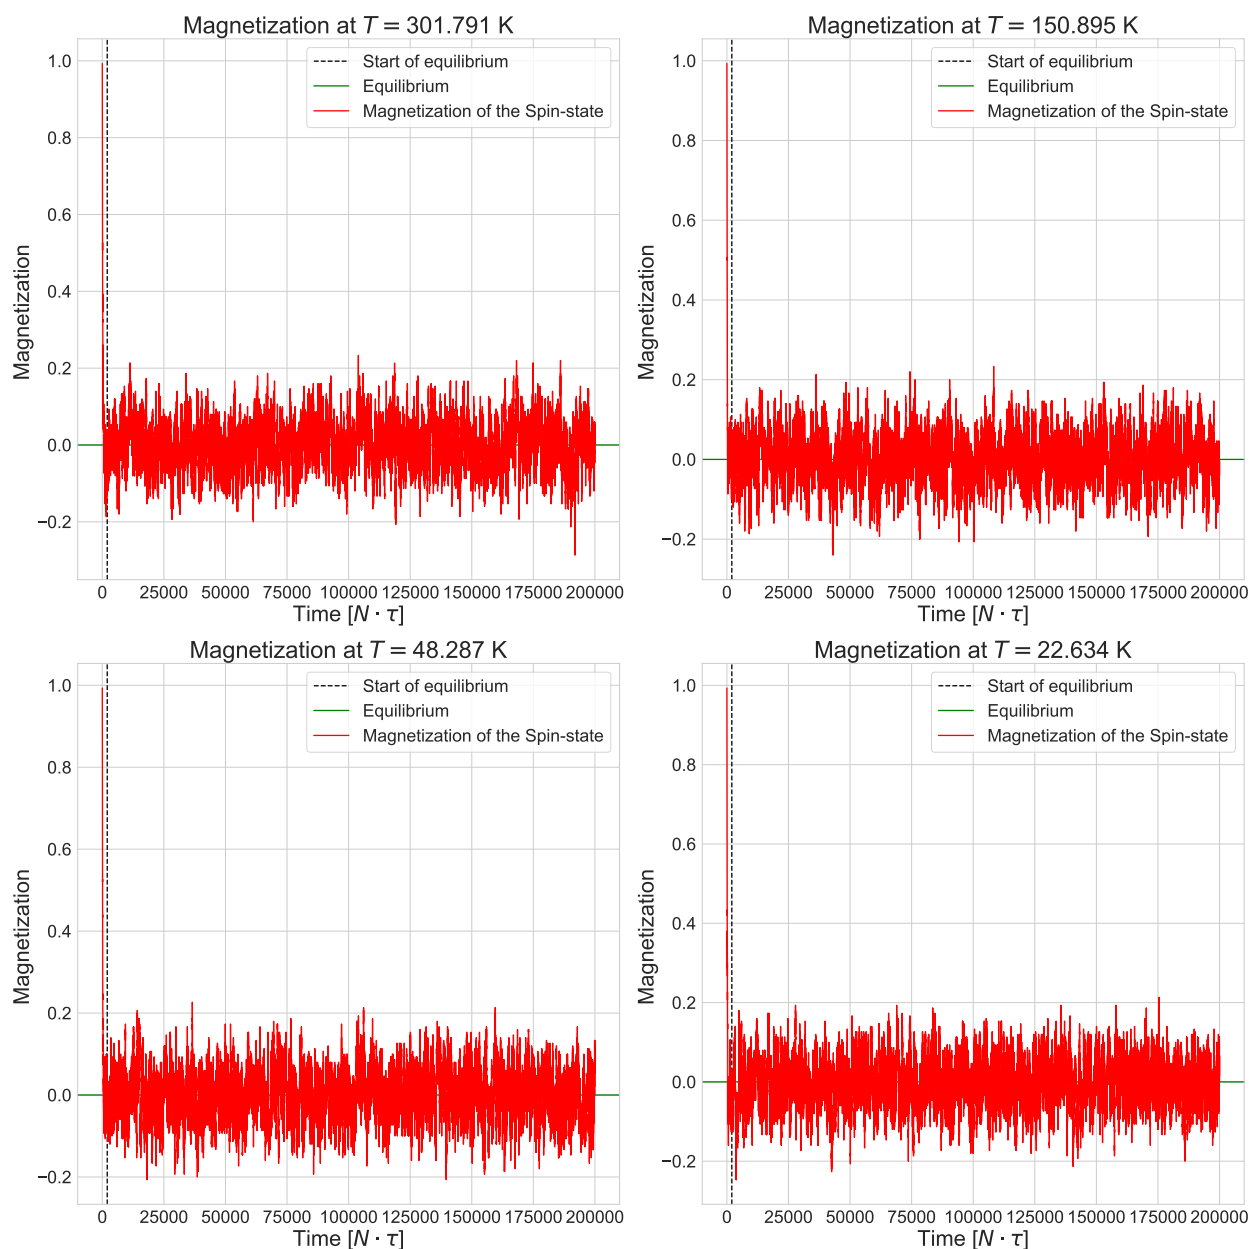 Magnetization at T = 301.791 K
1.0
0.8
0.6
0.4
0.2
0.0
−0.2
Magnetization
Start of equilibrium
Equilibrium
Magnetization of the Spin-state
0 25000 50000 75000 100000 125000 150000 175000 200000
Time [N · τ]
Magnetization at T = 150.895 K
1.0
0.8
0.6
0.4
0.2
0.0
−0.2
Magnetization
Start of equilibrium
Equilibrium
Magnetization of the Spin-state
0 25000 50000 75000 100000 125000 150000 175000 200000
Time [N · τ]
Magnetization at T = 48.287 K
1.0
0.8
0.6
0.4
0.2
0.0
−0.2
Magnetization
Start of equilibrium
Equilibrium
Magnetization of the Spin-state
0 25000 50000 75000 100000 125000 150000 175000 200000
Time [N · τ]
Magnetization at T = 22.634 K
1.0
0.8
0.6
0.4
0.2
0.0
−0.2
Magnetization
Start of equilibrium
Equilibrium
Magnetization of the Spin-state
0 25000 50000 75000 100000 125000 150000 175000 200000
Time [N · τ]